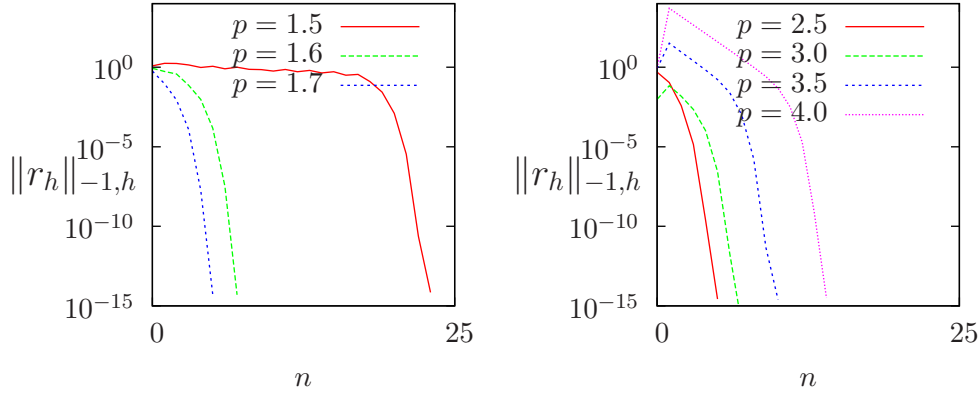 p = 1.5
p = 1.6
p = 1.7
10^0
10^{-5}
10^{-10}
10^{-15}
‖r_h‖_{-1,h}
0
25
n
p = 2.5
p = 3.0
p = 3.5
p = 4.0
10^0
10^{-5}
10^{-10}
10^{-15}
‖r_h‖_{-1,h}
0
25
n